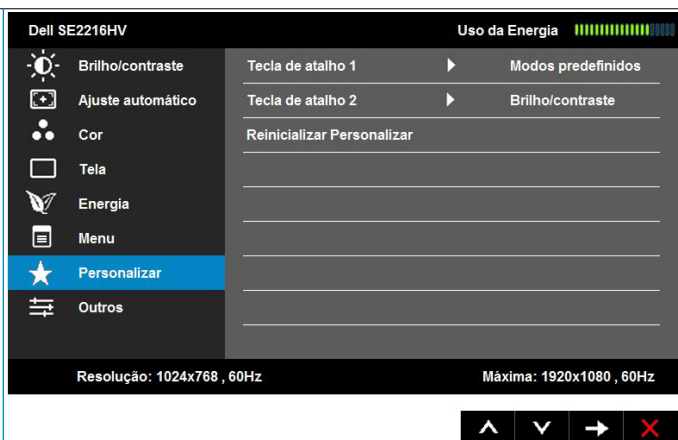 Dell SE2216HV Uso da Energia
Brilho/contraste Tecla de atalho 1 Modos predefinidos
Ajuste automático Tecla de atalho 2 Brilho/contraste
Cor Reinicializar Personalizar
Tela
Energia
Menu
Personalizar
Outros
Resolução: 1024x768 , 60Hz Máxima: 1920x1080 , 60Hz